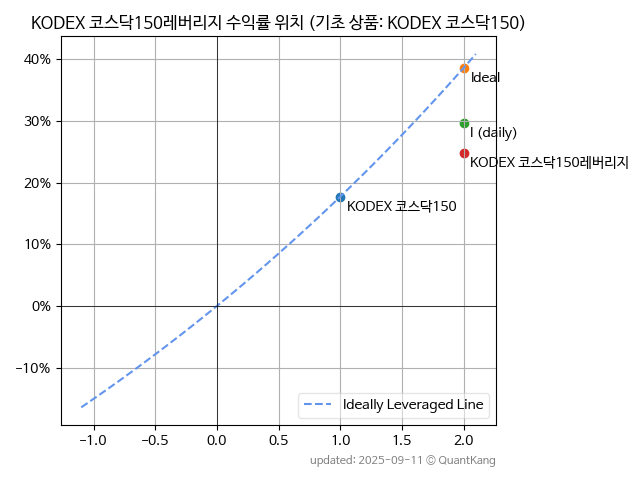 KODEX 코스닥150레버리지 수익률 위치 (기초 상품: KODEX 코스닥150)
40%
30%
20%
10%
0%
−10%
Ideal
I (daily)
KODEX 코스닥150레버리지
KODEX 코스닥150
Ideally Leveraged Line
−1.0
−0.5
0.0
0.5
1.0
1.5
2.0
updated: 2025-09-11 © QuantKang